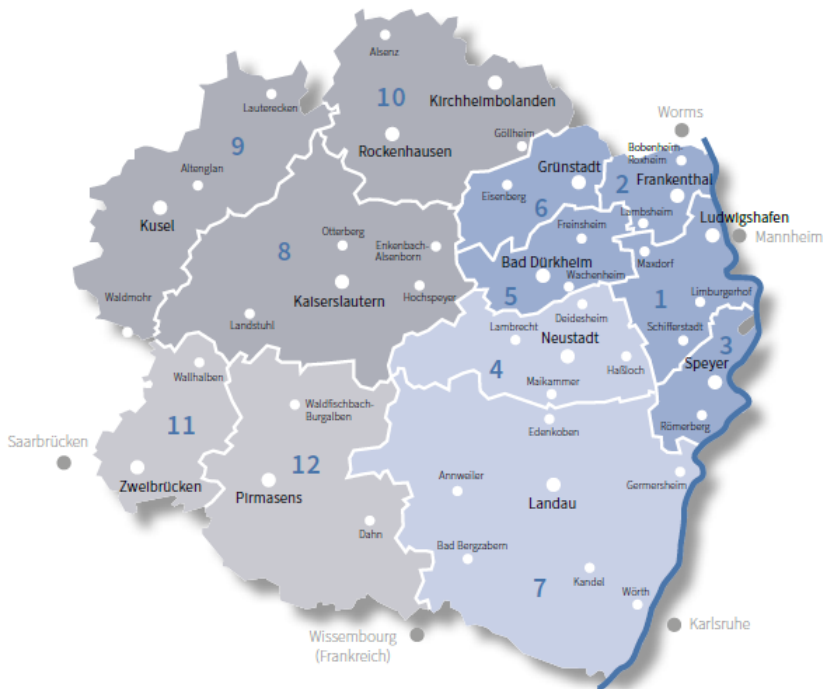 Alsenz
10
Kirchheimbolanden
Lauterecken
Worms
Göllheim
9
Rockenhausen
Bobenheim-
Roxheim
Grünstadt
Altenglan
2
Frankenthal
Eisenberg
6
Kusel
Lambsheim
Ludwigshafen
Freinsheim
Mannheim
Otterberg
Enkenbach-
Alsenborn
8
Bad Dürkheim
Maxdorf
Wachenheim
Waldmohr
Kaiserslautern
Hochspeyer
5
1
Limburgerhof
Deidesheim
Landstuhl
Lambrecht
Schifferstadt
Neustadt
3
Speyer
Wallhalben
4
Haßloch
Maikammer
Waldfischbach-
Burgalben
11
Römerberg
Edenkoben
Saarbrücken
12
Annweiler
Germersheim
Zweibrücken
Pirmasens
Landau
Dahn
Bad Bergzabern
7
Kandel
Wörth
Wissembourg
(Frankreich)
Karlsruhe